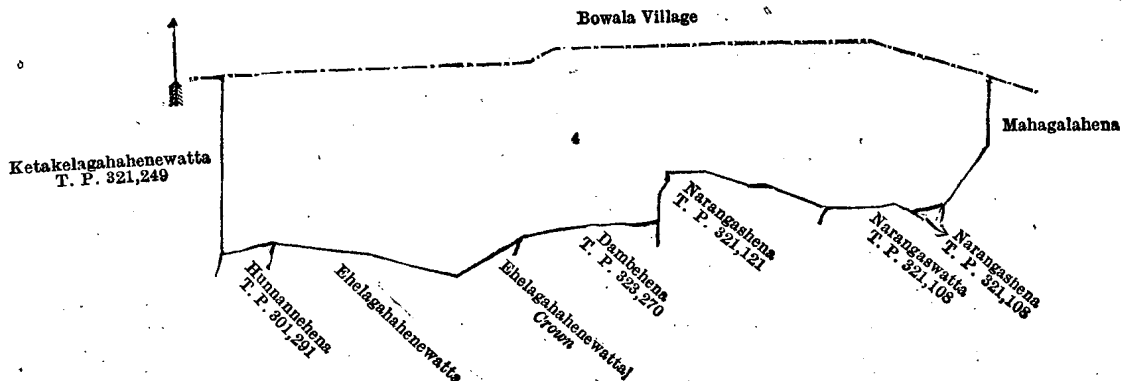 Bowala Village
4
Mahagalahena
Ketakelagahahenewatta
T. P. 321,249
Hunnannehena
T. P. 301,291
Ehelagahahenewatta
Ehelagahahenewatta
Crown
Dambehena
T. P. 323,270
Narangashena
T. P. 321,121
Narangaswatta
T. P. 321,108
Narangashena
T. P. 321,108